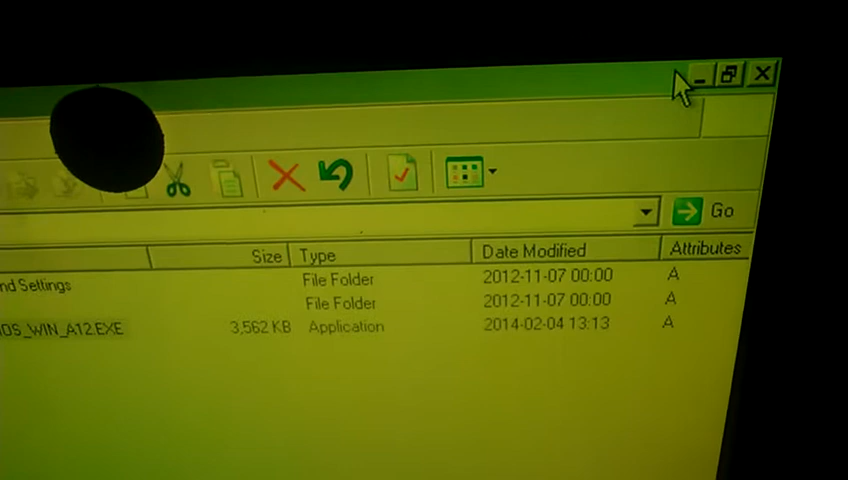 Go
Size Type Date Modified Attributes
nd Settings File Folder 2012-11-07 00:00 A
File Folder 2012-11-07 00:00 A
IOS_WIN_A12.EXE 3,562 KB Application 2014-02-04 13:13 A